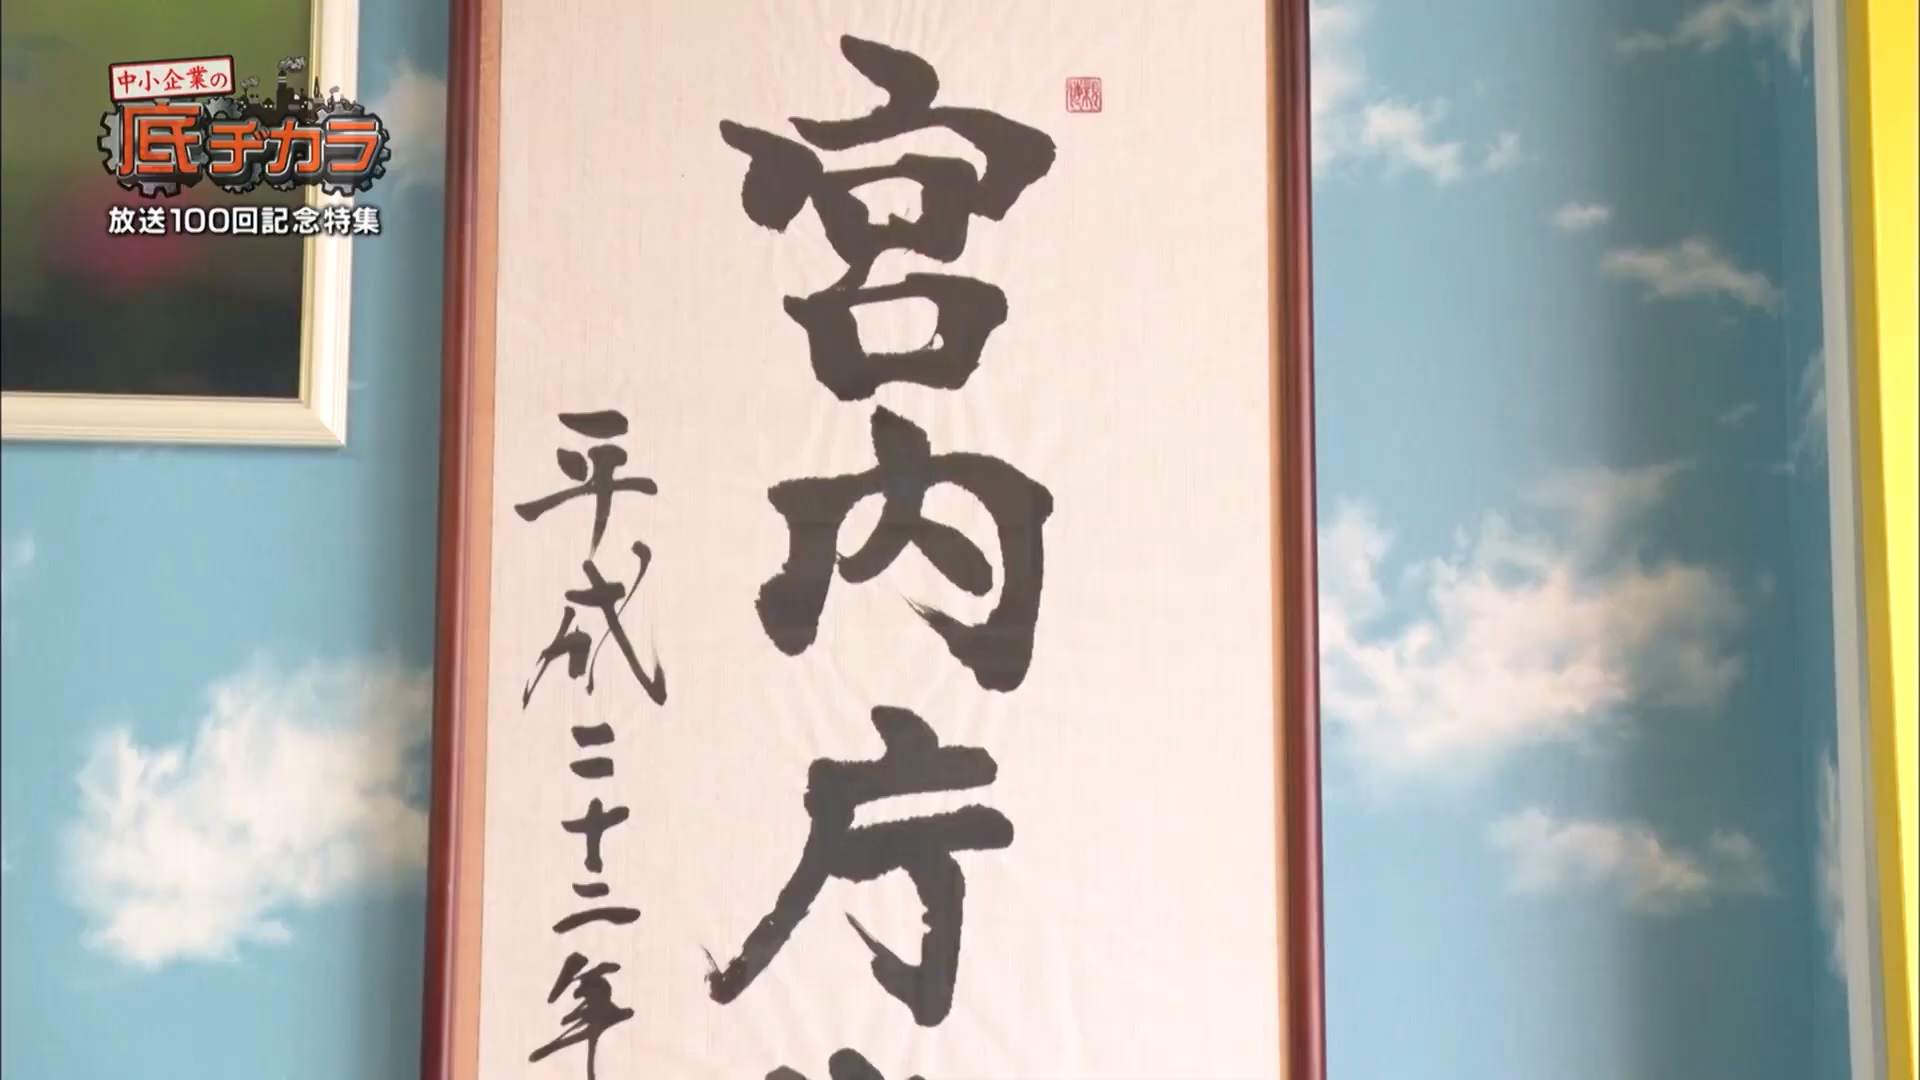 中小企業の
底ヂカラ
放送100回記念特集
宮内庁
平成二十二年